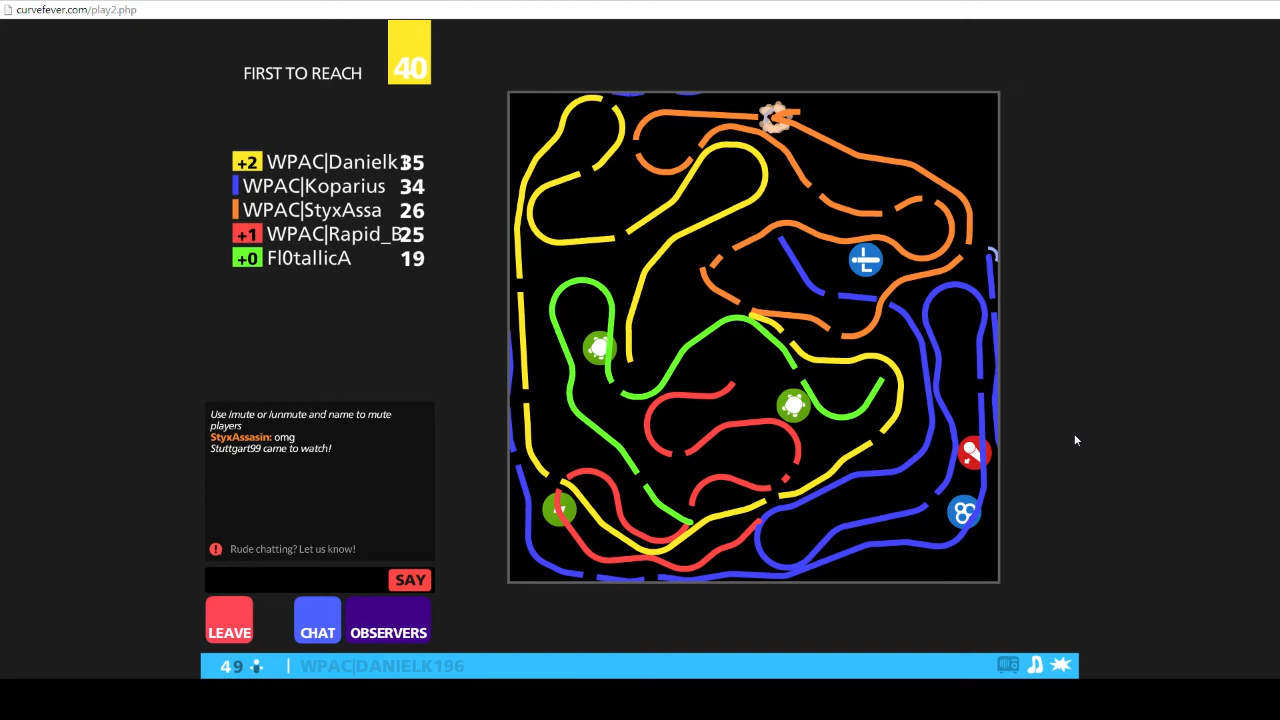 curvefever.com/play2.php
FIRST TO REACH 40
+2 WPAC|Danielk 35
WPAC|Koparius 34
WPAC|StyxAssa 26
+1 WPAC|Rapid_B 25
+0 Fl0tallicA 19
Use /mute or /unmute and name to mute
players
StyxAssasin: omg
Stuttgart99 came to watch!
Rude chatting? Let us know!
SAY
LEAVE CHAT OBSERVERS
49 WPAC|DANIELK196